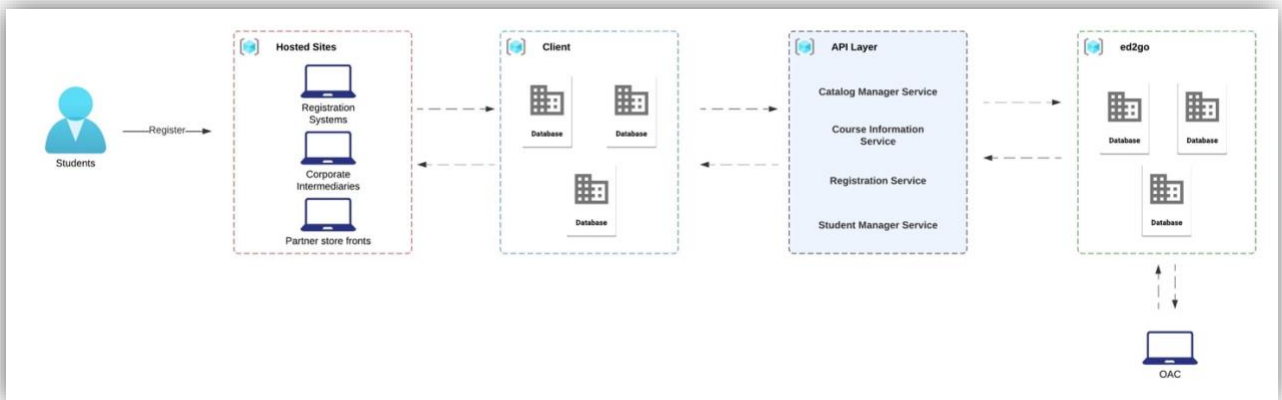 Students
Register
Hosted Sites
Registration
Systems
Corporate
Intermediaries
Partner store fronts
Client
Database
Database
Database
API Layer
Catalog Manager Service
Course Information
Service
Registration Service
Student Manager Service
ed2go
Database
Database
Database
OAC